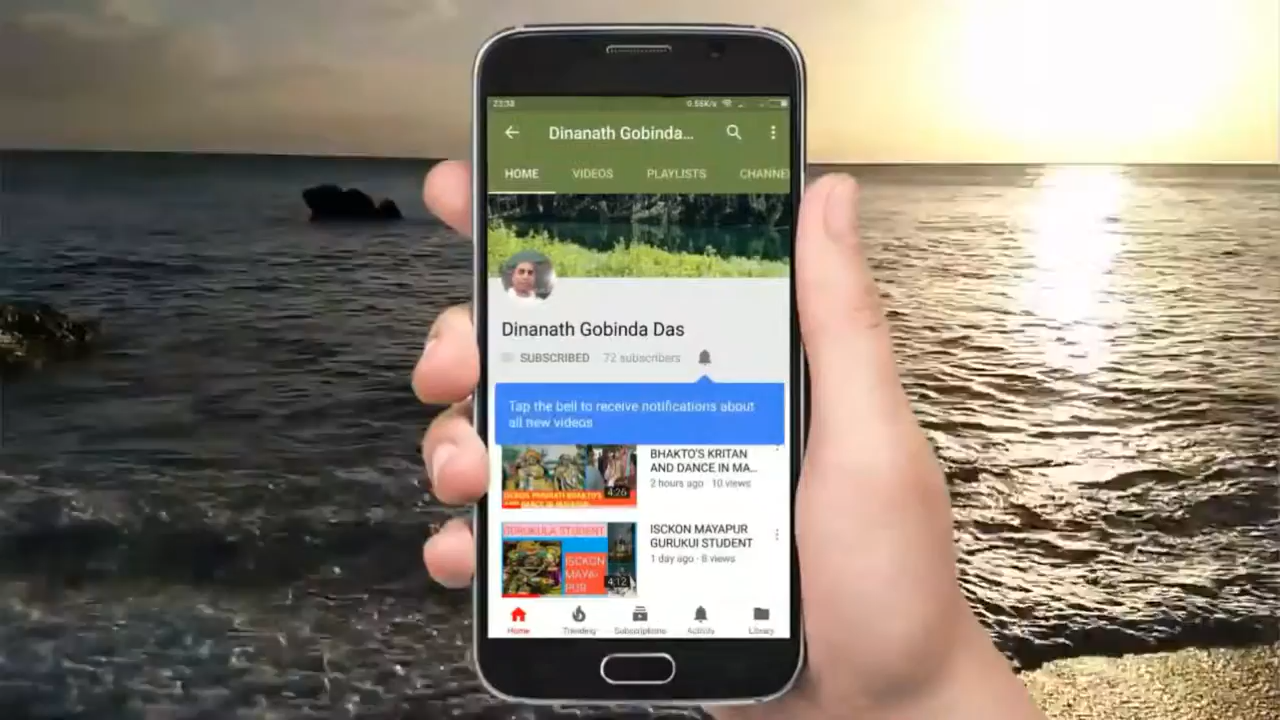 23:38 0.55K/s
Dinanath Gobinda...
HOME VIDEOS PLAYLISTS CHANNE
Dinanath Gobinda Das
SUBSCRIBED 72 subscribers
Tap the bell to receive notifications about
all new videos
BHAKTO'S KRITAN
AND DANCE IN MA...
2 hours ago · 10 views
4:26
GURUKULA STUDENT
ISCKON
MAYA-
PUR
4:12
ISCKON MAYAPUR
GURUKUI STUDENT
1 day ago · 8 views
Home Trending Subscriptions Activity Library